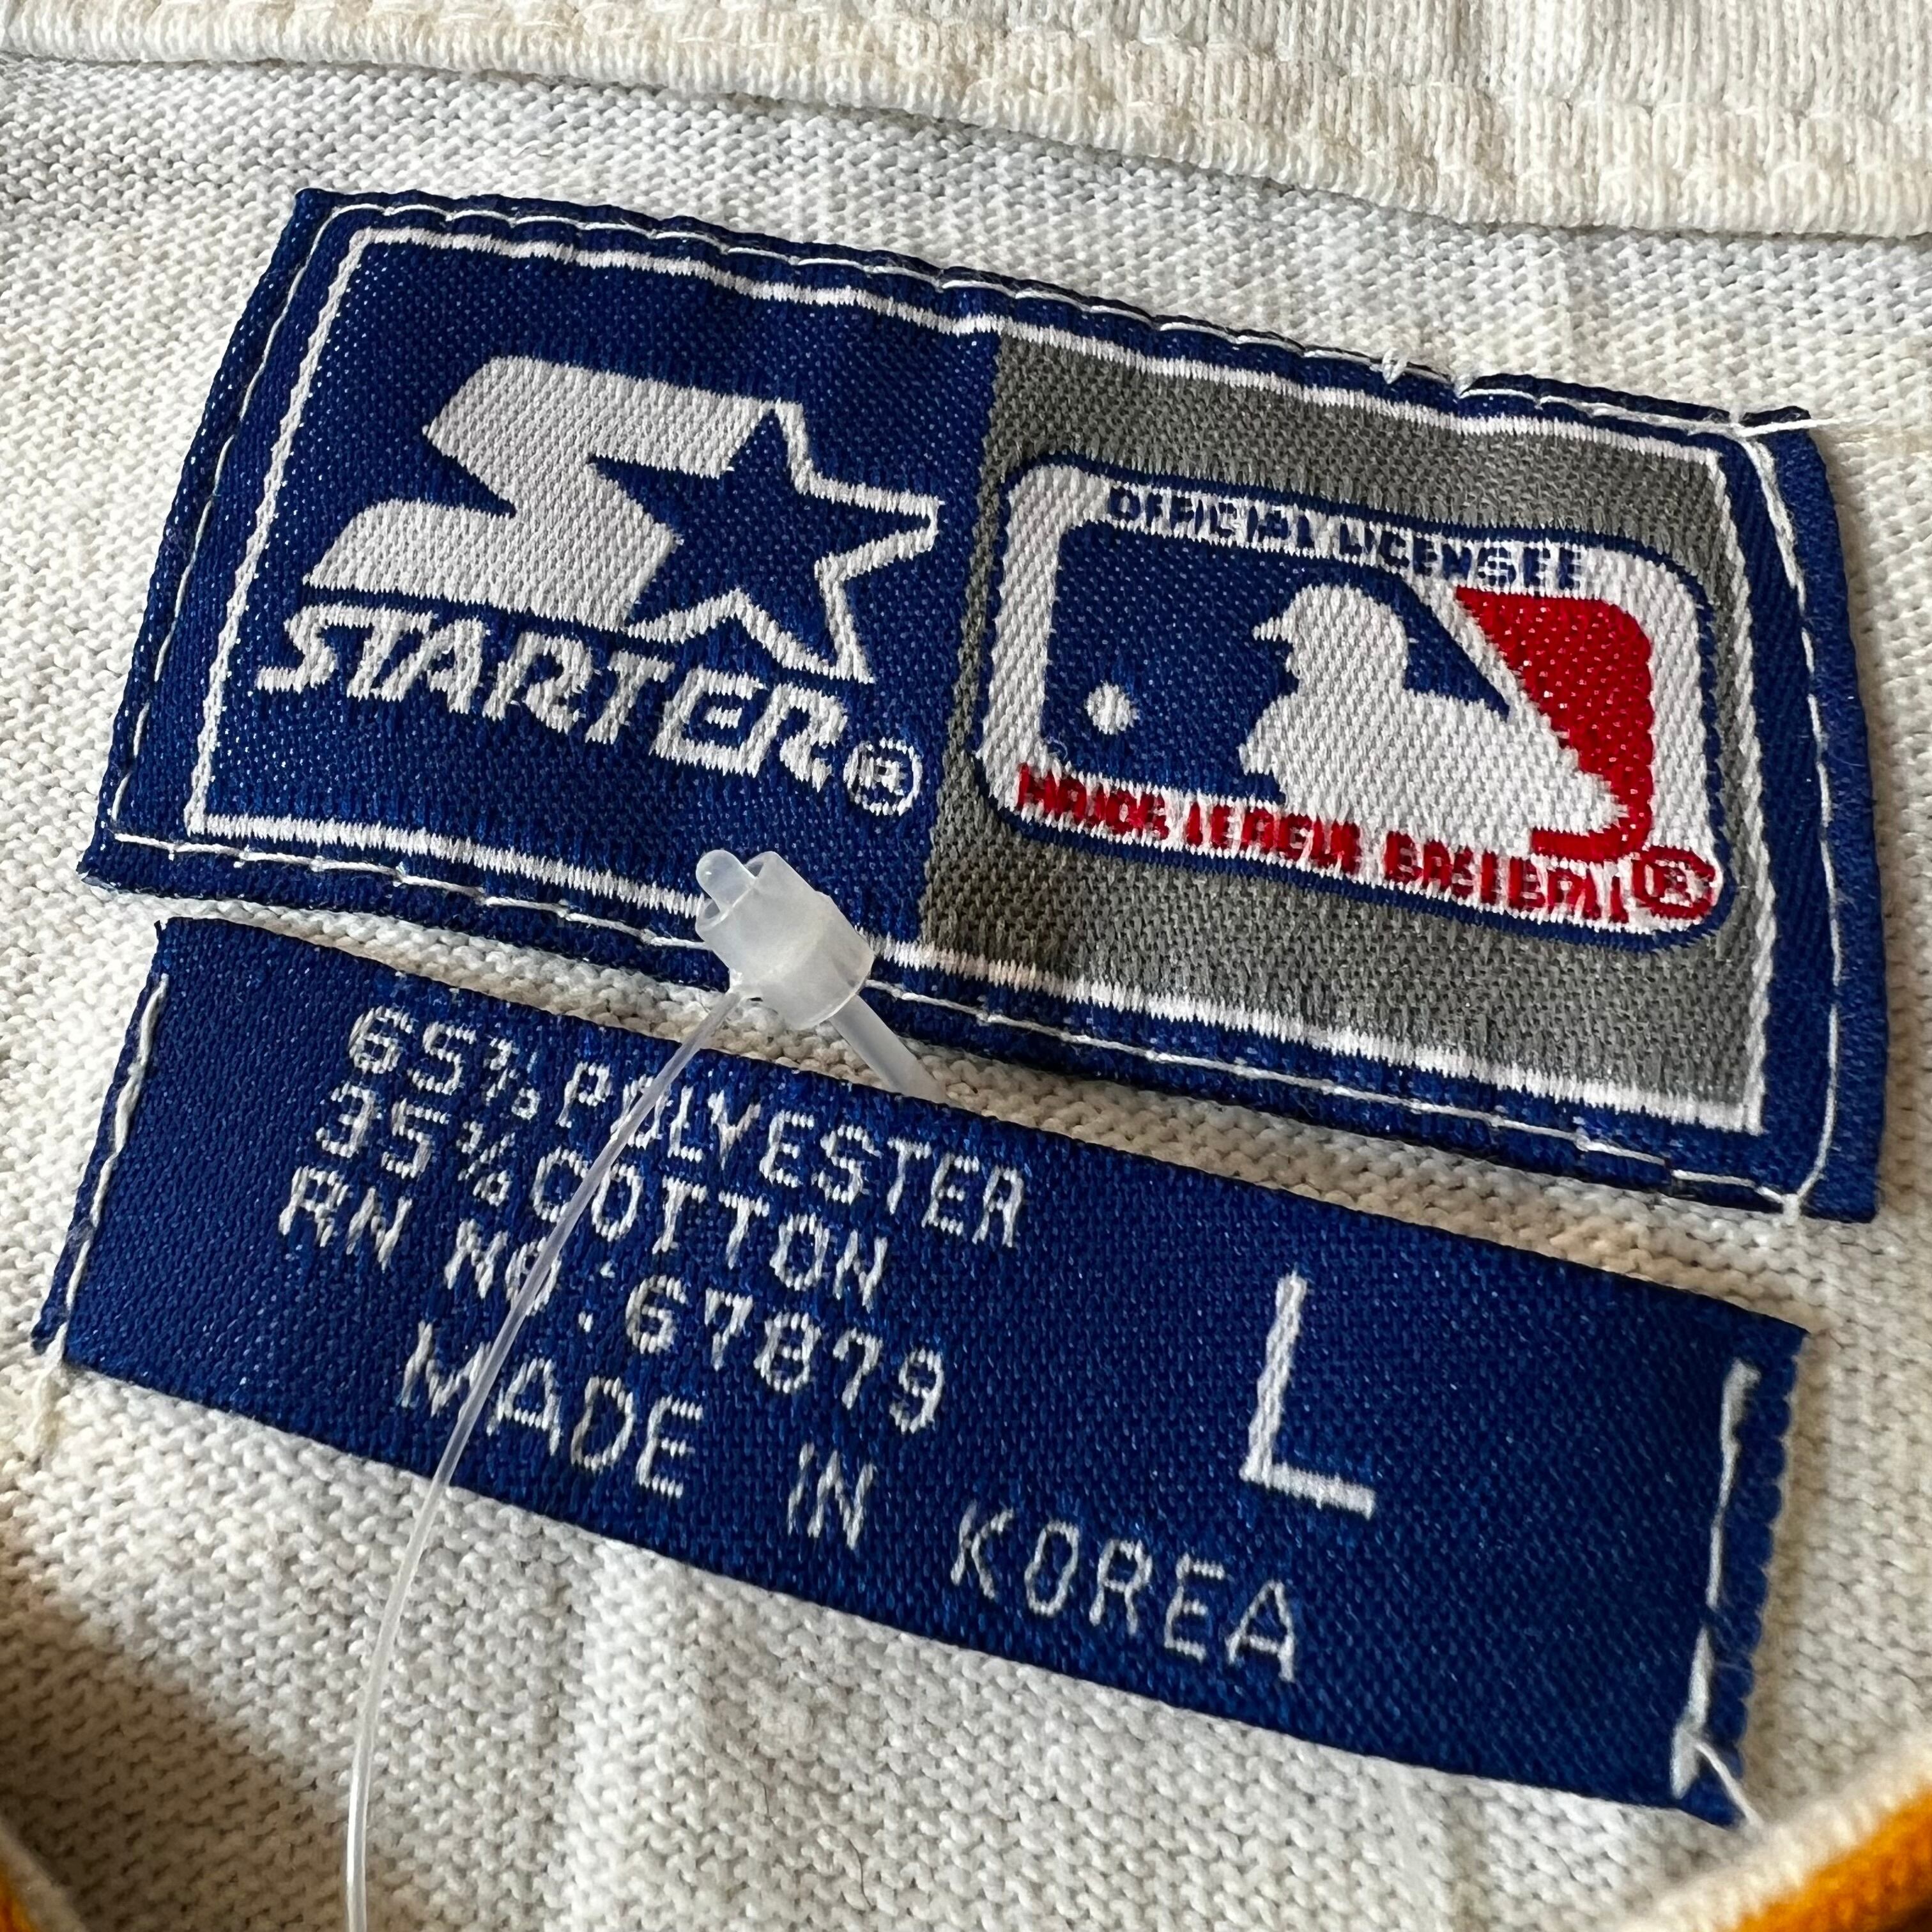 STARTER®
OFFICIAL LICENSEE
MAJOR LEAGUE BASEBALL®
65% POLYESTER
35% COTTON
RN NO.: 67879
MADE IN KOREA
L